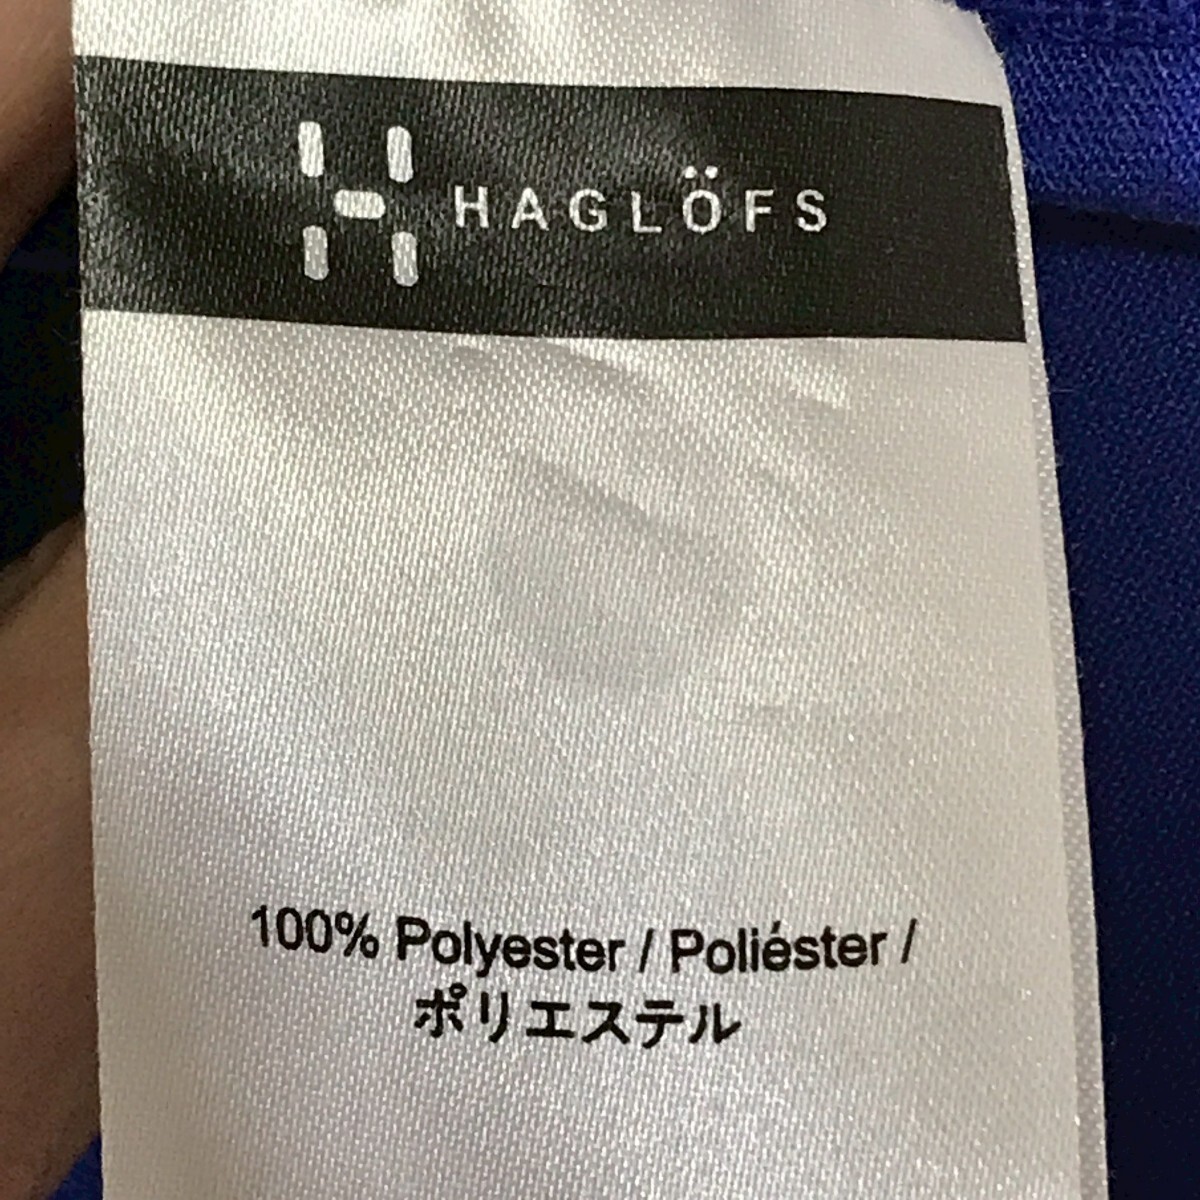 HAGLÖFS
100% Polyester / Poliéster /
ポリエステル